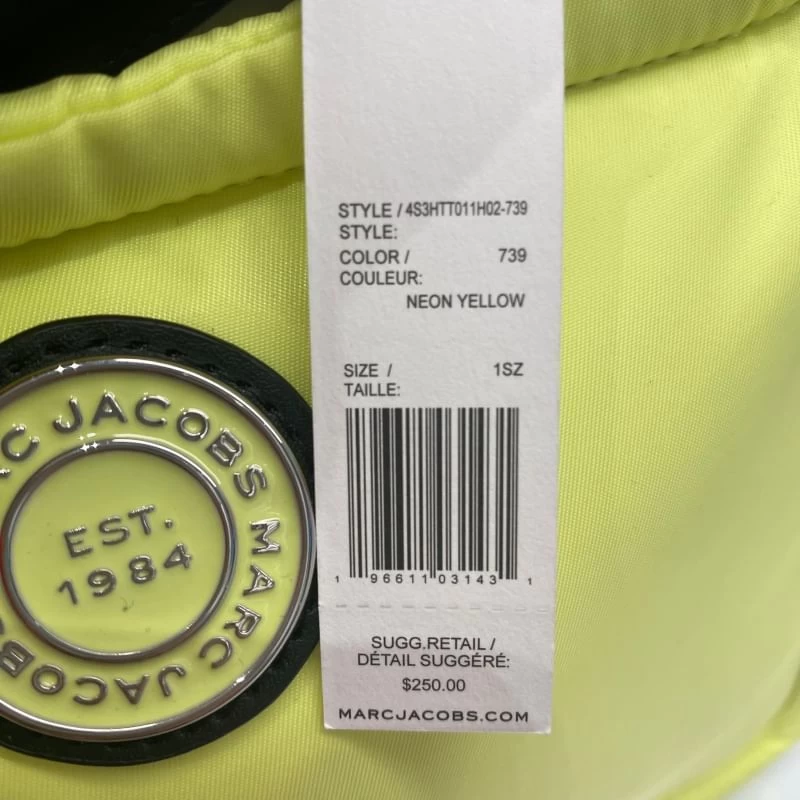 STYLE / 4S3HTT011H02-739
STYLE:
COLOR / 739
COULEUR:
NEON YELLOW
SIZE / 1SZ
TAILLE:
1 96611 03143 1
SUGG.RETAIL /
DÉTAIL SUGGÉRÉ:
$250.00
MARCJACOBS.COM
RC JACOBS MARC JACOBS
EST.
1984